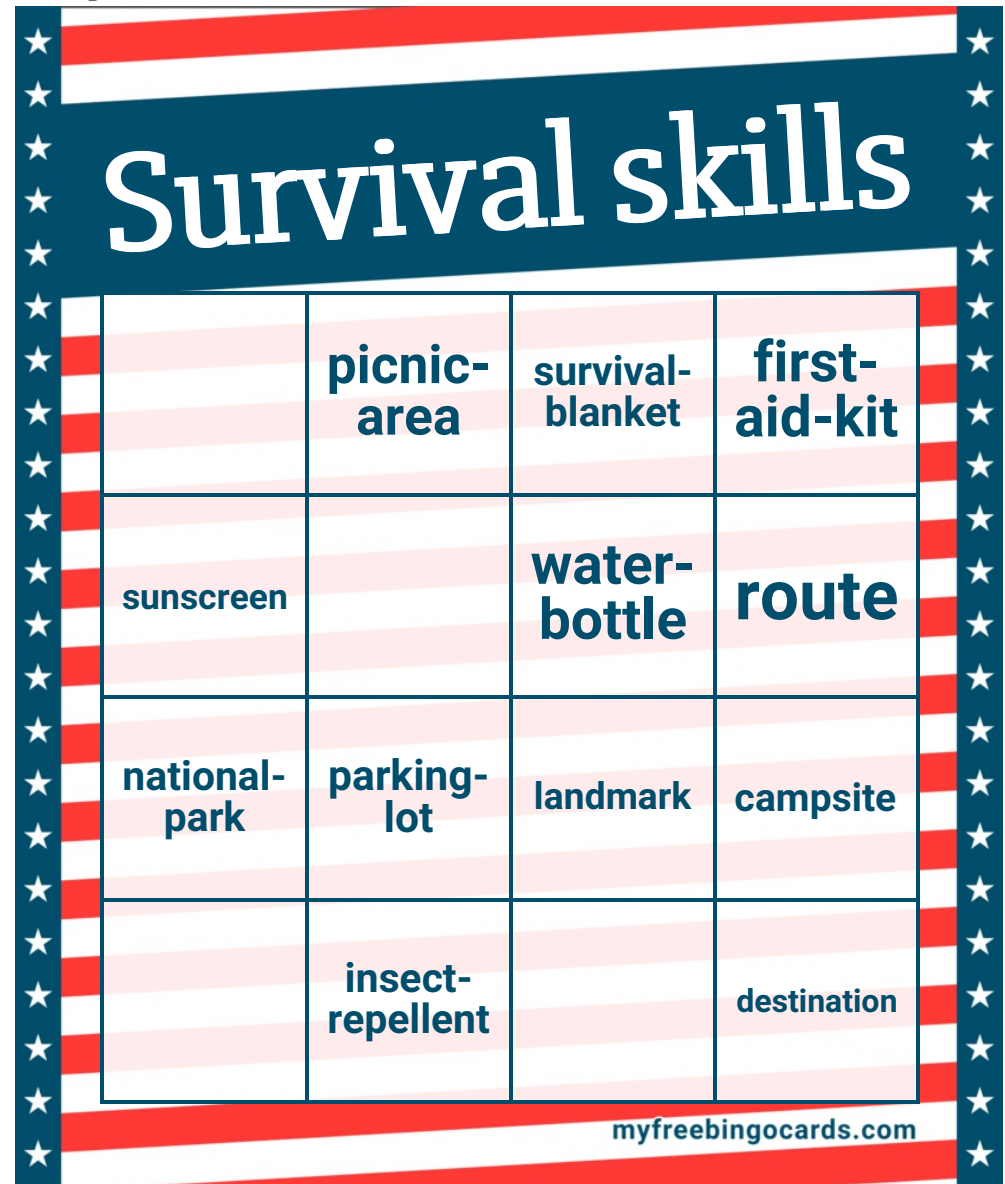 Survival skills
picnic-
area
survival-
blanket
first-
aid-kit
sunscreen
water-
bottle
route
national-
park
parking-
lot
landmark
campsite
insect-
repellent
destination
myfreebingocards.com